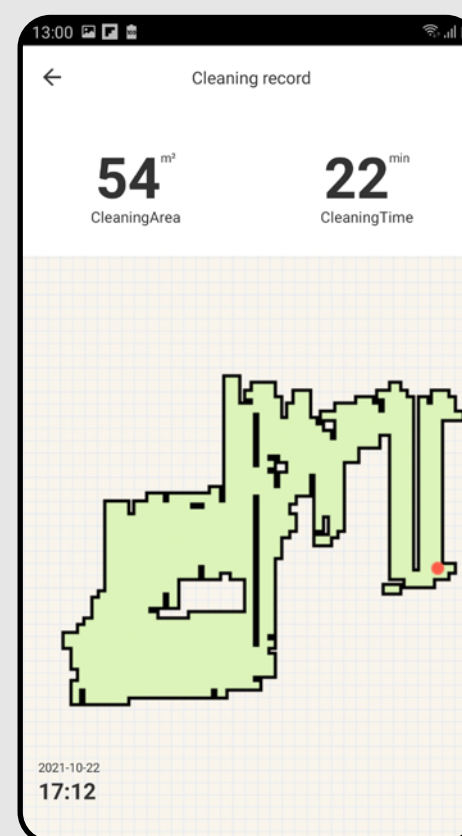 13:00
Cleaning record
54 m² 22 min
CleaningArea CleaningTime
2021-10-22
17:12